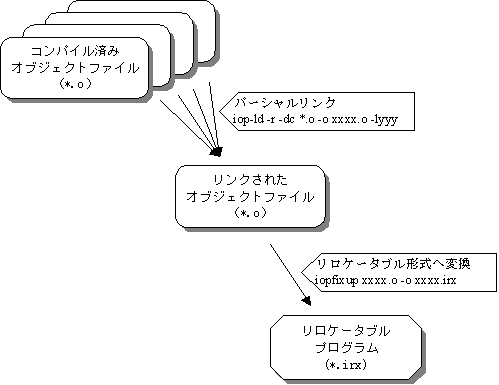 コンパイル済み
オブジェクトファイル
(*.o)
パーシャルリンク
iop-ld -r -dc *.o -o xxxx.o -lyyy
リンクされた
オブジェクトファイル
(*.o)
リロケータブル形式へ変換
iopfixup xxxx.o -o xxxx.irx
リロケータブル
プログラム
(*.irx)